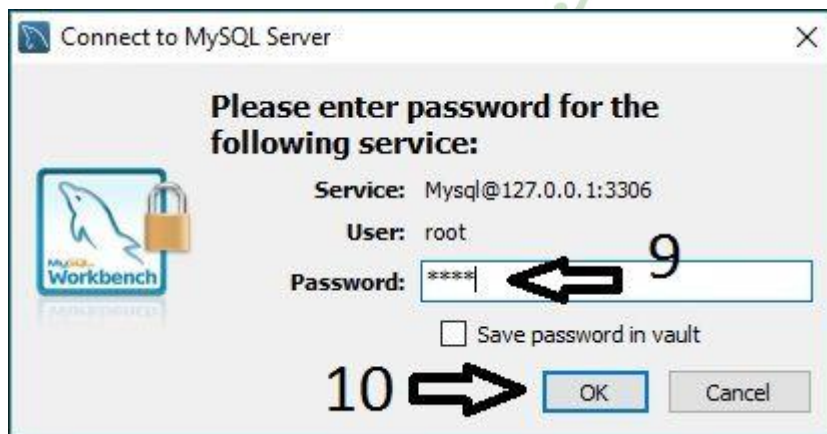 Connect to MySQL Server
Please enter password for the
following service:
Service: Mysql@127.0.0.1:3306
User: root
MySQL
Workbench
Password: **** 9
Save password in vault
10 OK Cancel